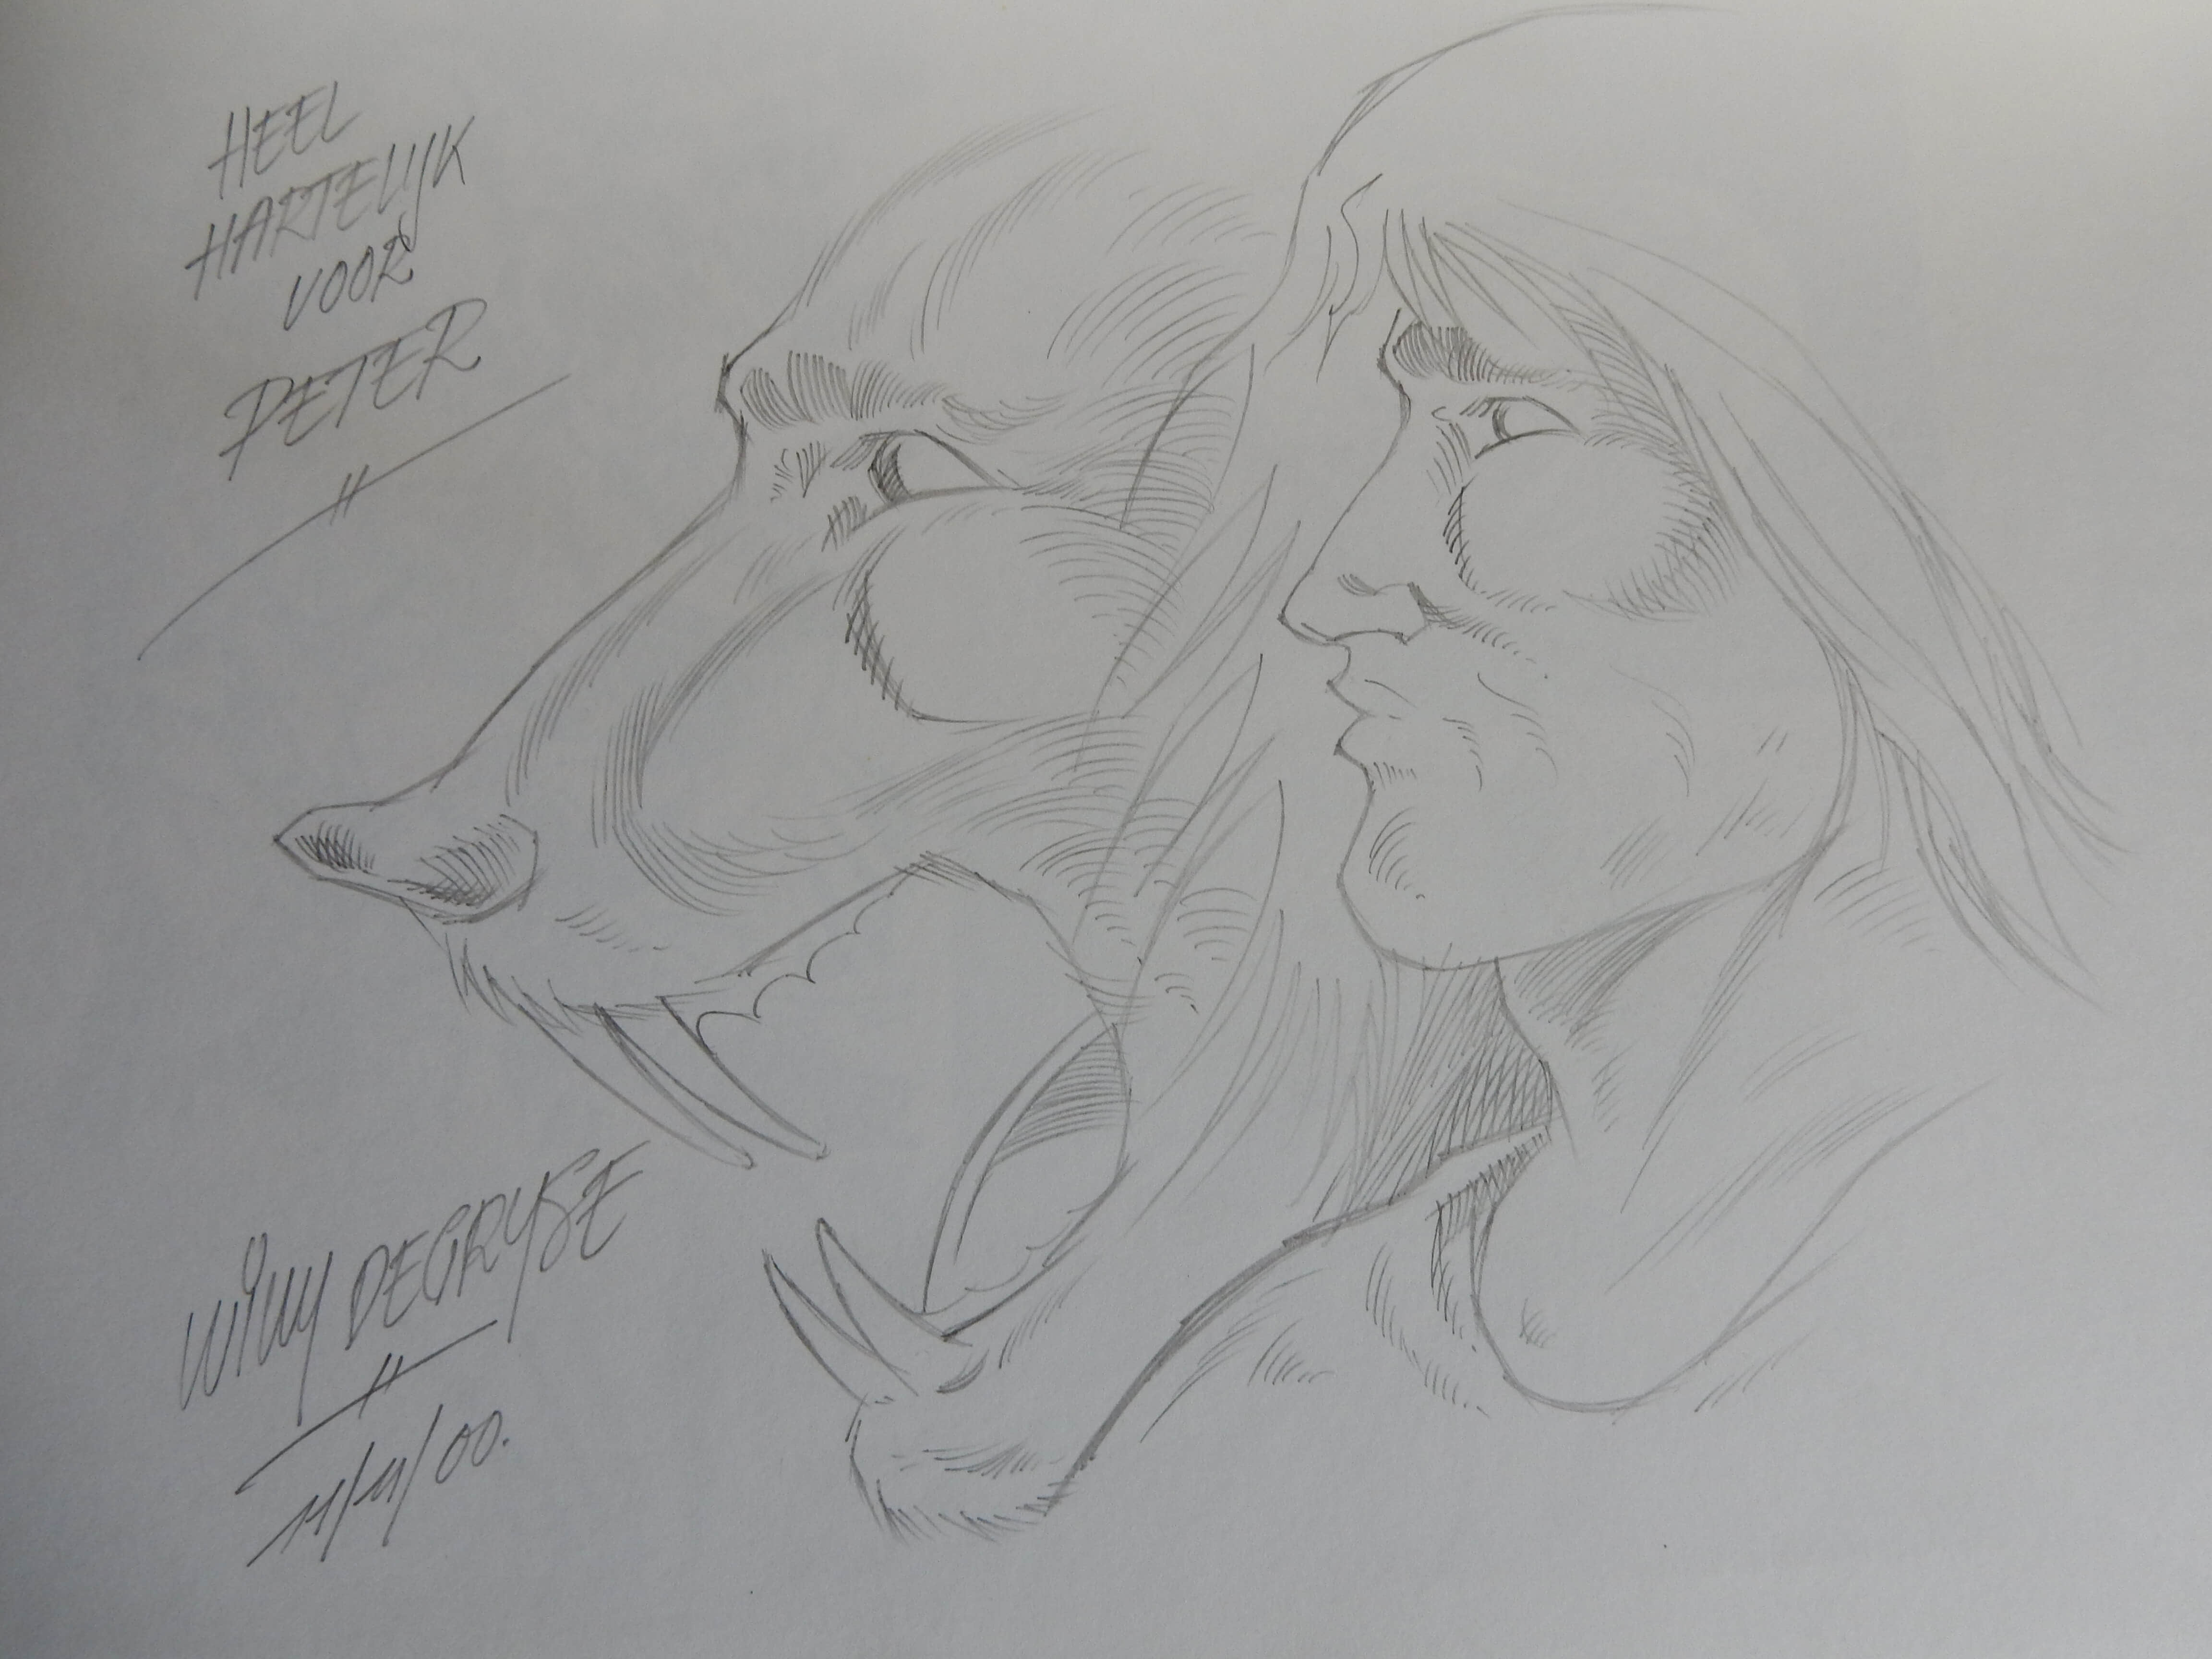 HEEL
HARTELIJK
VOOR
PETER
WILLY DEGRYSE
11/11/00.